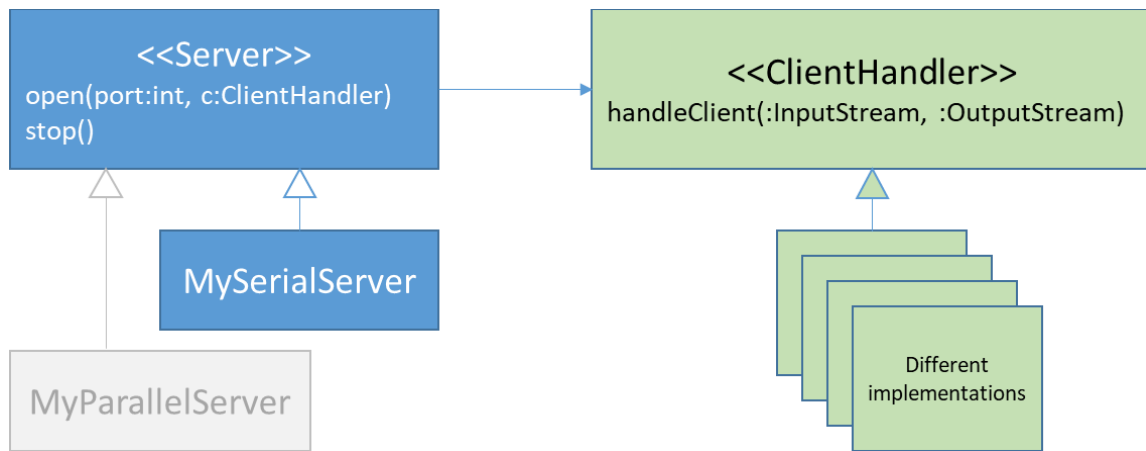 <<Server>>
open(port:int, c:ClientHandler)
stop()
<<ClientHandler>>
handleClient(:InputStream, :OutputStream)
MySerialServer
MyParallelServer
Different
implementations